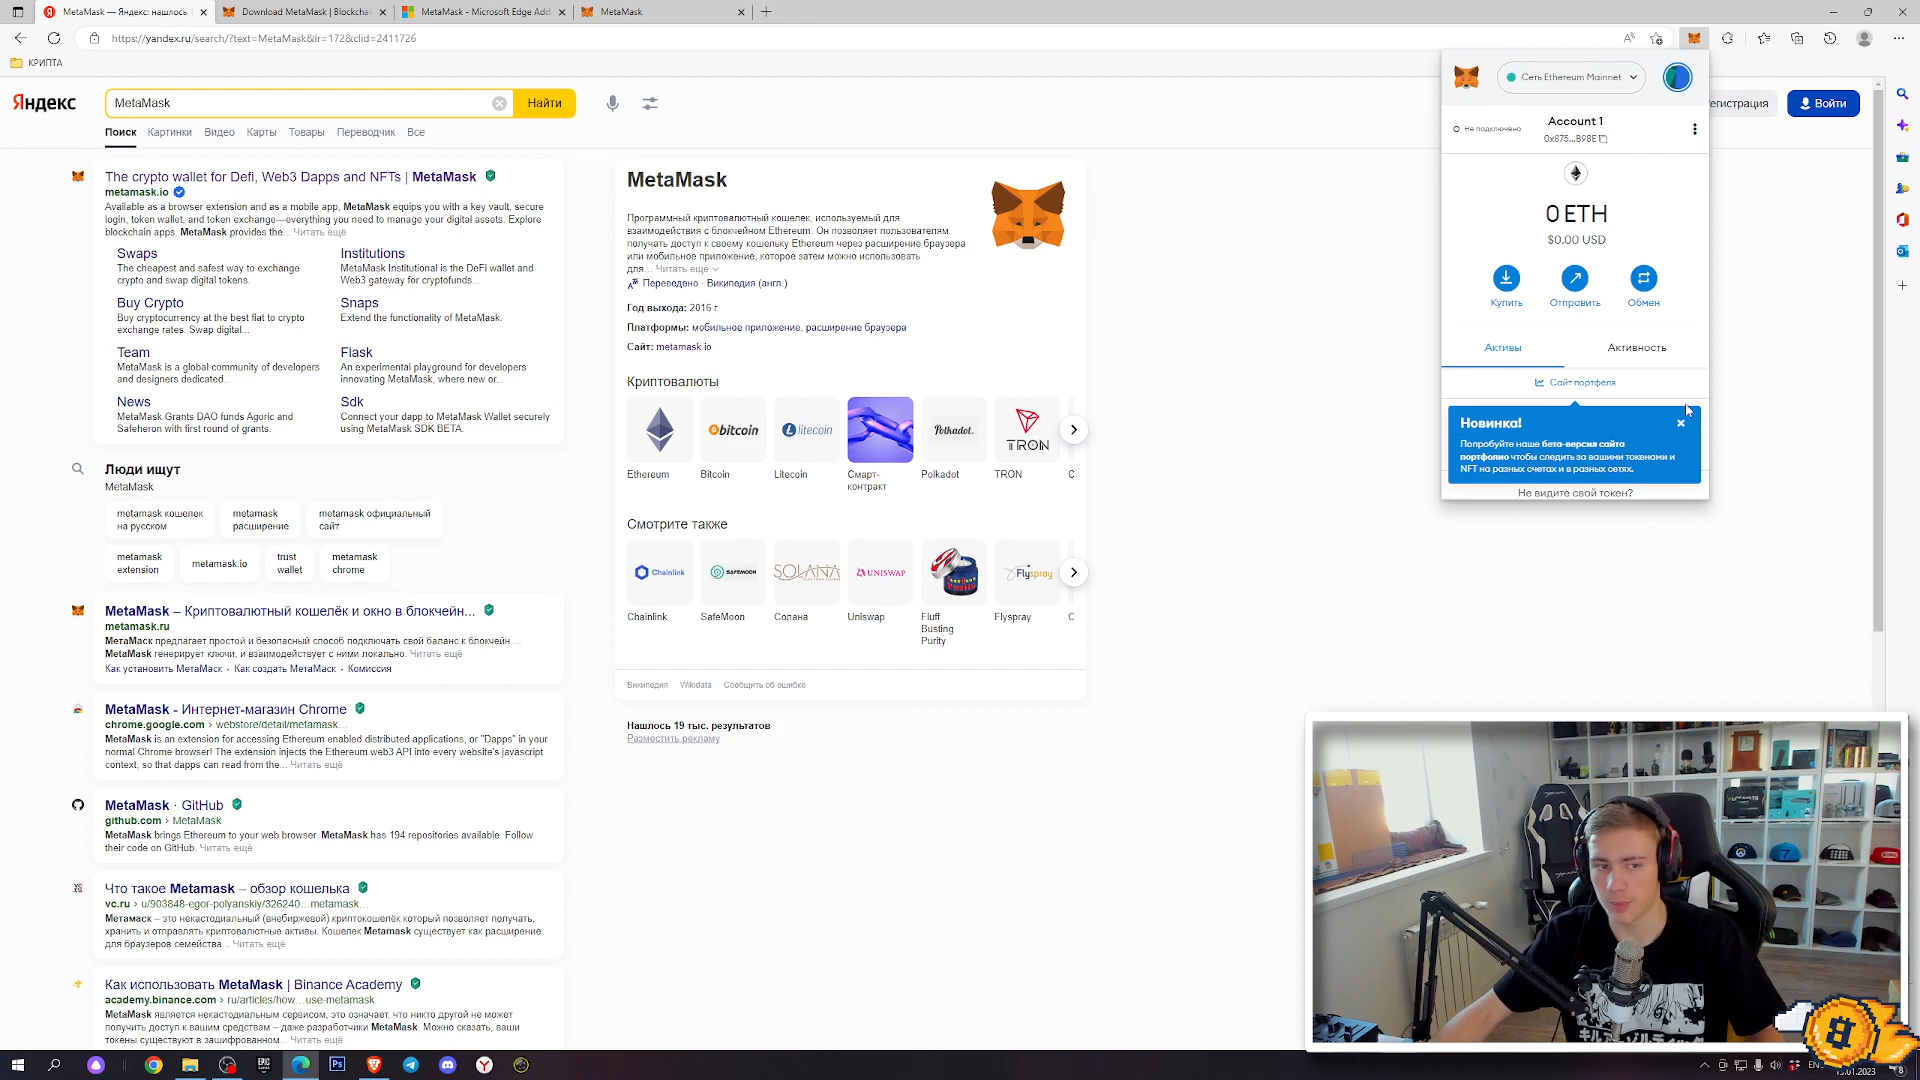 MetaMask — Яндекс: нашлось 1
Download MetaMask | Blockchai
MetaMask - Microsoft Edge Add
MetaMask
https://yandex.ru/search/?text=MetaMask&lr=172&clid=2411726
КРИПТА
Яндекс
MetaMask
Найти
егистрация
Войти
Поиск
Картинки
Видео
Карты
Товары
Переводчик
Все
The crypto wallet for Defi, Web3 Dapps and NFTs | MetaMask
metamask.io
Available as a browser extension and as a mobile app, MetaMask equips you with a key vault, secure
login, token wallet, and token exchange—everything you need to manage your digital assets. Explore
blockchain apps. MetaMask provides the... Читать ещё
Swaps
The cheapest and safest way to exchange
crypto and swap digital tokens.
Institutions
MetaMask Institutional is the DeFi wallet and
Web3 gateway for cryptofunds...
Buy Crypto
Buy cryptocurrency at the best fiat to crypto
exchange rates. Swap digital...
Snaps
Extend the functionality of MetaMask.
Team
MetaMask is a global community of developers
and designers dedicated...
Flask
An experimental playground for developers
innovating MetaMask, where new or...
News
MetaMask Grants DAO funds Agoric and
Safeheron with first round of grants.
Sdk
Connect your dapp to MetaMask Wallet securely
using MetaMask SDK BETA.
Люди ищут
MetaMask
metamask кошелек
на русском
metamask
расширение
metamask официальный
сайт
metamask
extension
metamask.io
trust
wallet
metamask
chrome
MetaMask – Криптовалютный кошелёк и окно в блокчейн...
metamask.ru
МетаМаск предлагает простой и безопасный способ подключать свой баланс к блокчейн ...
MetaMask генерирует ключи, и взаимодействует с ними локально. Читать ещё
Как установить МетаМаск · Как создать МетаМаск · Комиссия
MetaMask - Интернет-магазин Chrome
chrome.google.com › webstore/detail/metamask...
MetaMask is an extension for accessing Ethereum enabled distributed applications, or "Dapps" in your
normal Chrome browser! The extension injects the Ethereum web3 API into every website's javascript
context, so that dapps can read from the... Читать ещё
MetaMask · GitHub
github.com › MetaMask
MetaMask brings Ethereum to your web browser. MetaMask has 194 repositories available. Follow
their code on GitHub. Читать ещё
Что такое Metamask – обзор кошелька
vc.ru › u/903848-egor-polyanskiy/326240...metamask...
Метамаск – это некастодиальный (внебиржевой) криптокошелёк который позволяет получать,
хранить и отправлять криптовалютные активы. Кошелек Metamask существует как расширение
для браузеров семейства... Читать ещё
Как использовать MetaMask | Binance Academy
academy.binance.com › ru/articles/how...use-metamask
MetaMask является некастодиальным сервисом, это означает, что никто другой не может
получить доступ к вашим средствам – даже разработчики MetaMask. Можно сказать, ваши
токены существуют в зашифрованном... Читать ещё
MetaMask
Программный криптовалютный кошелек, используемый для
взаимодействия с блокчейном Ethereum. Он позволяет пользователям
получать доступ к своему кошельку Ethereum через расширение браузера
или мобильное приложение, которое затем можно использовать
для... Читать ещё
Переведено · Википедия (англ.)
Год выхода: 2016 г.
Платформы: мобильное приложение, расширение браузера
Сайт: metamask.io
Криптовалюты
bitcoin
litecoin
Polkadot.
TRON
Ethereum
Bitcoin
Litecoin
Смарт-
контракт
Polkadot
TRON
C
Смотрите также
Chainlink
SAFEMOON
SOLANA
UNISWAP
Purity
Flyspray
Chainlink
SafeMoon
Солана
Uniswap
Fluff
Busting
Purity
Flyspray
C
Википедия
Wikidata
Сообщить об ошибке
Нашлось 19 тыс. результатов
Разместить рекламу
Сеть Ethereum Mainnet
Не подключено
Account 1
0x875...B98E
0 ETH
$0.00 USD
Купить
Отправить
Обмен
Активы
Активность
Сайт портфеля
Новинка!
Попробуйте наше бета-версия сайта
портфолио чтобы следить за вашими токенами и
NFT на разных счетах и в разных сетях.
Не видите свой токен?
EPIC
Ps